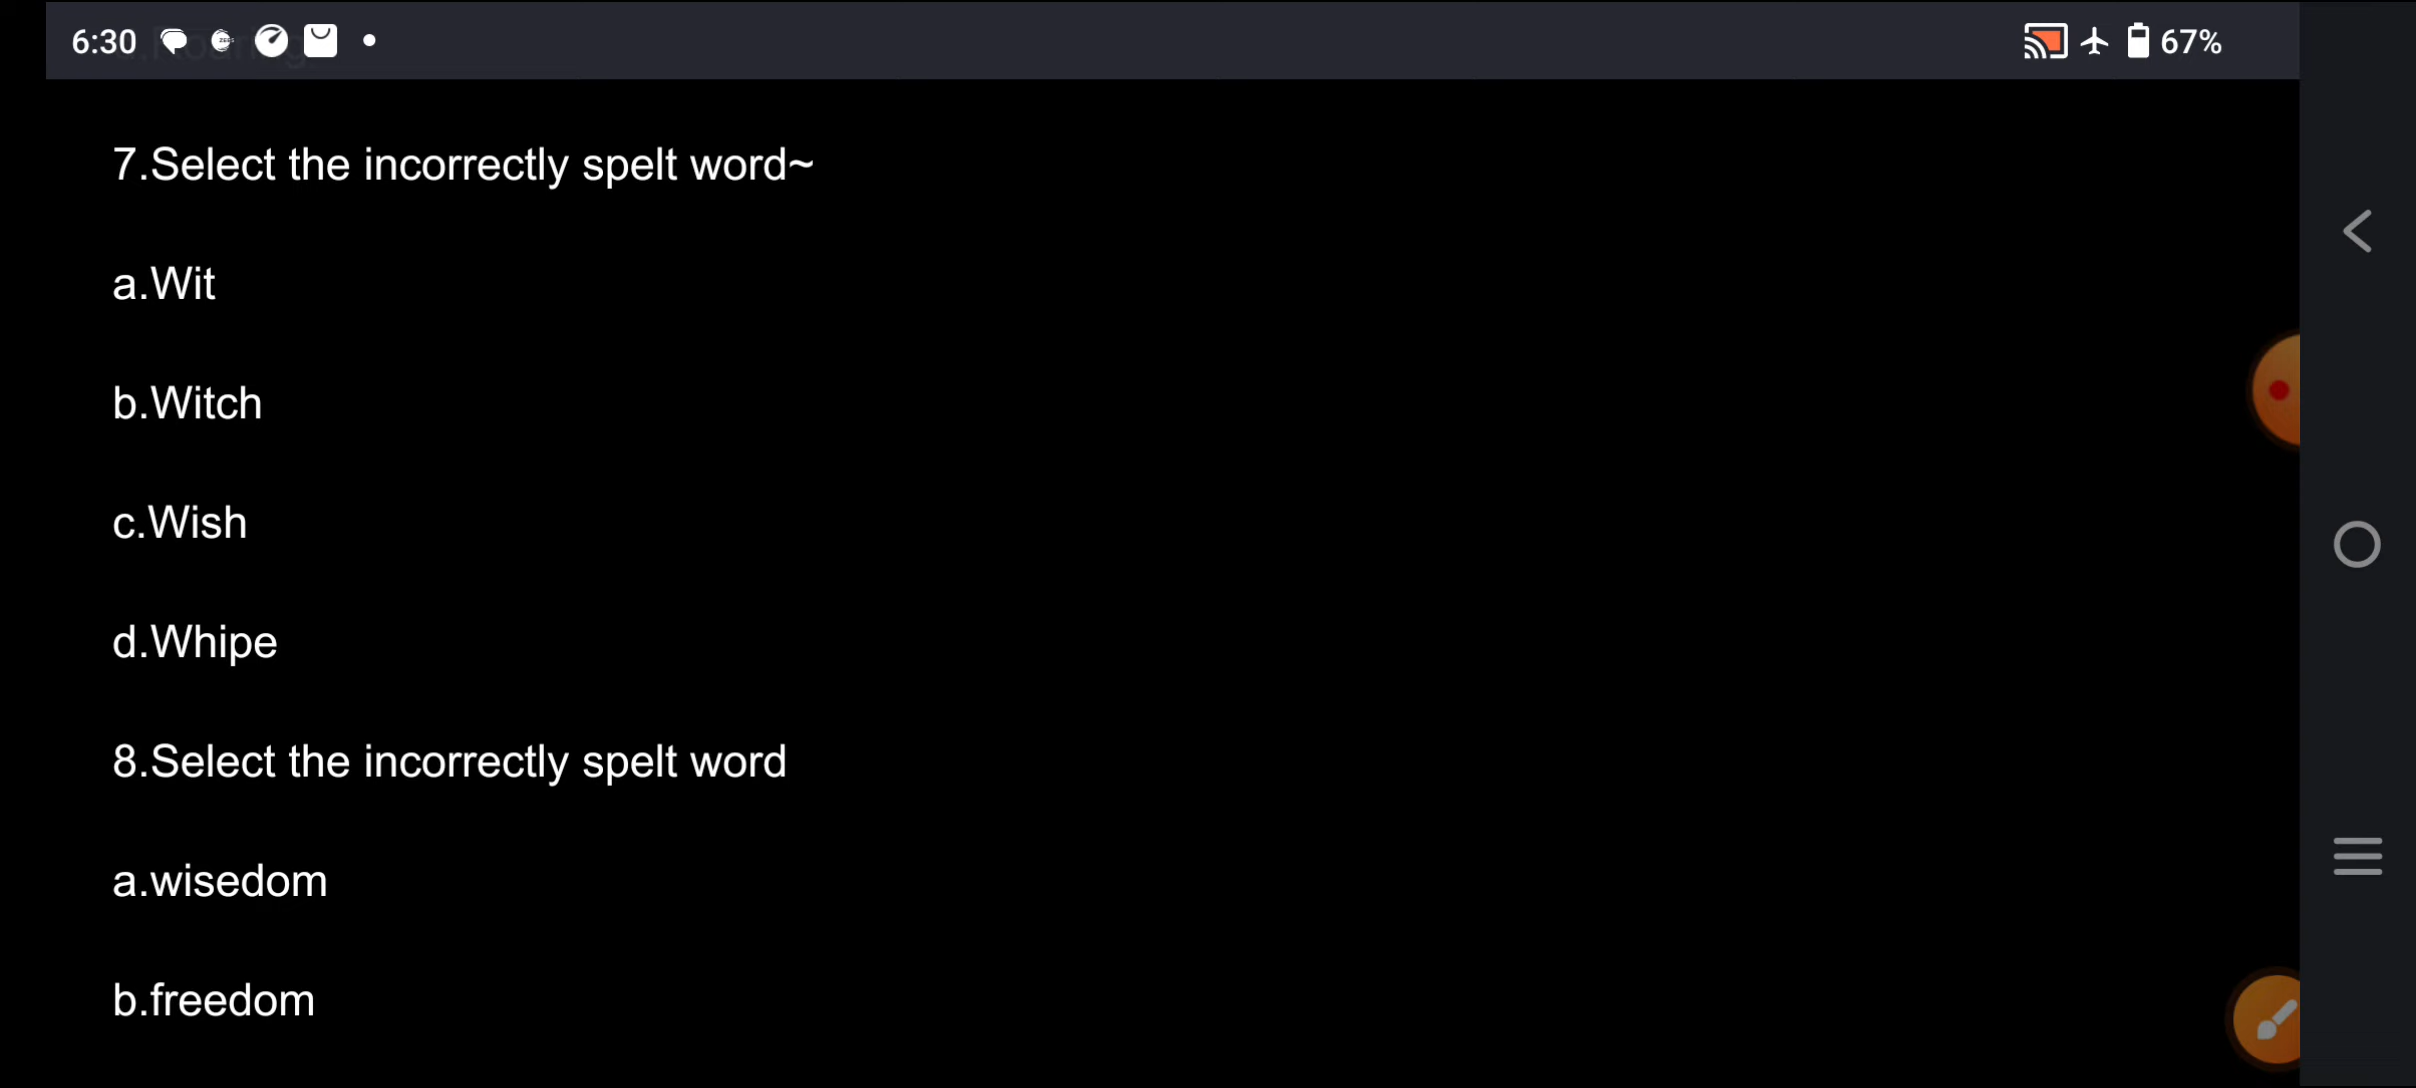 6:30
67%
7.Select the incorrectly spelt word~
a.Wit
b.Witch
c.Wish
d.Whipe
8.Select the incorrectly spelt word
a.wisedom
b.freedom